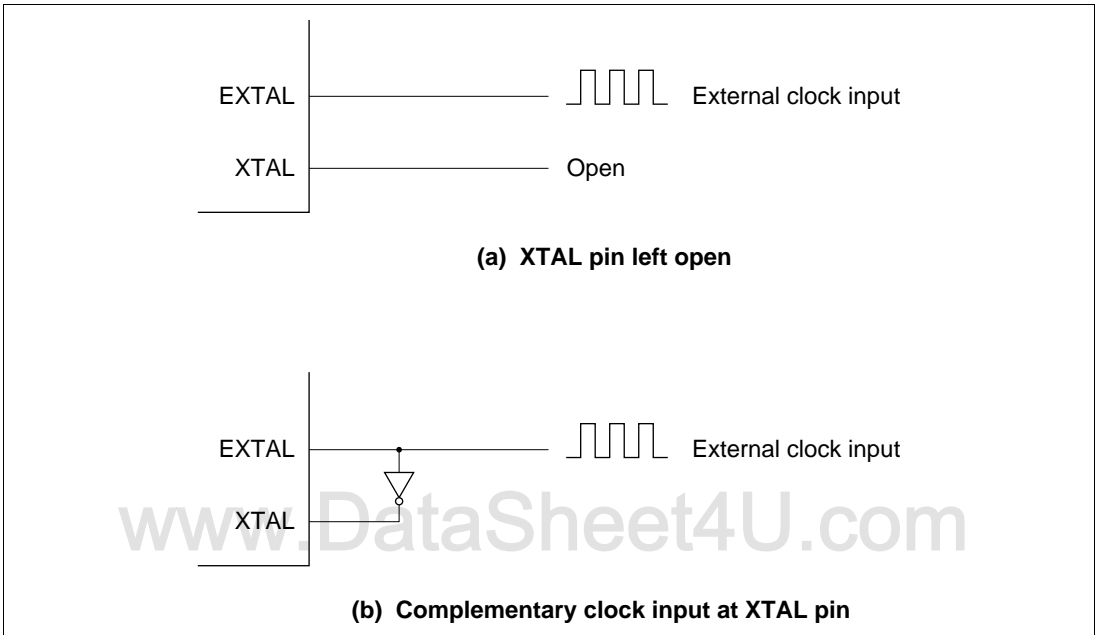 EXTAL External clock input
XTAL Open
(a) XTAL pin left open
EXTAL External clock input
XTAL
www.DataSheet4U.com
(b) Complementary clock input at XTAL pin